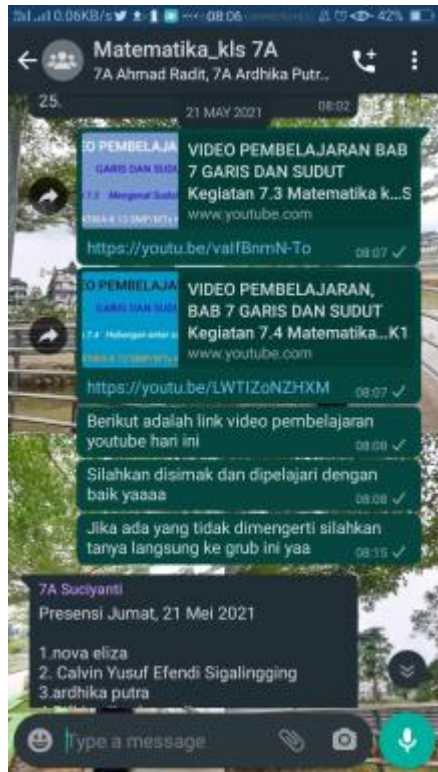 0.06KB/s 08:06 42%
Matematika_kls 7A
7A Ahmad Radit, 7A Ardhika Putr...
25.
08:02
21 MAY 2021
VIDEO PEMBELAJARAN BAB
7 GARIS DAN SUDUT
Kegiatan 7.3 Matematika k...S
www.youtube.com
https://youtu.be/valfBnmN-To
08:07
VIDEO PEMBELAJARAN,
BAB 7 GARIS DAN SUDUT
Kegiatan 7.4 Matematika...K1
www.youtube.com
https://youtu.be/LWTIZoNZHXM
08:07
Berikut adalah link video pembelajaran
youtube hari ini
08:08
Silahkan disimak dan dipelajari dengan
baik yaaaa
08:08
Jika ada yang tidak dimengerti silahkan
tanya langsung ke grub ini yaa
08:15
7A Suciyanti
Presensi Jumat, 21 Mei 2021
1.nova eliza
2. Calvin Yusuf Efendi Sigalingging
3.ardhika putra
Type a message